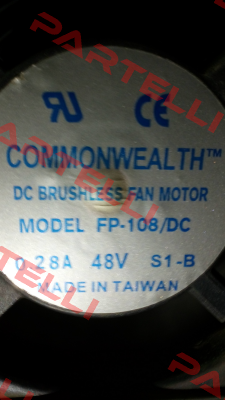 PARTELLI
RU CE
COMMONWEALTH™
DC BRUSHLESS FAN MOTOR
MODEL FP-108/DC
0.28A 48V S1-B
MADE IN TAIWAN
PARTELLI